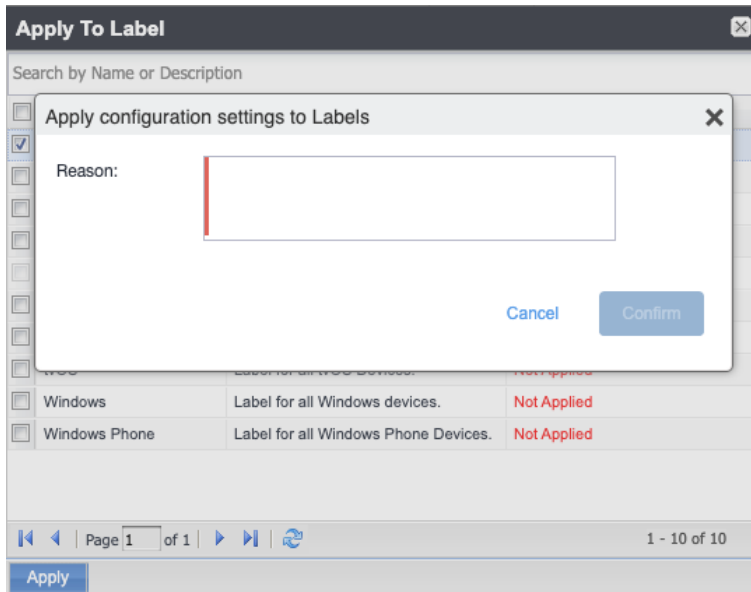 Apply To Label
Search by Name or Description
Apply configuration settings to Labels
Reason:
Cancel Confirm
Windows Label for all Windows devices. Not Applied
Windows Phone Label for all Windows Phone Devices. Not Applied
Page 1 of 1 1 - 10 of 10
Apply